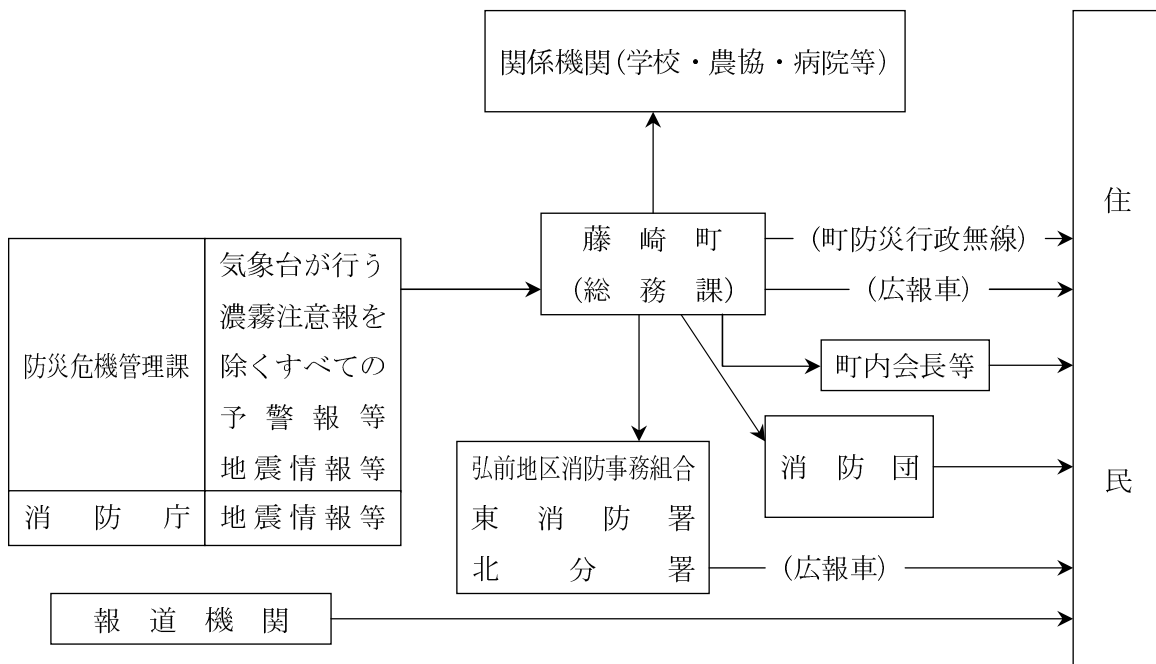 関係機関(学校・農協・病院等)
住民
藤崎町
(総務課)
(町防災行政無線)
(広報車)
防災危機管理課
気象台が行う
濃霧注意報を
除くすべての
予警報等
地震情報等
町内会長等
消防団
弘前地区消防事務組合
東消防署
北分署
(広報車)
消防庁
地震情報等
報道機関